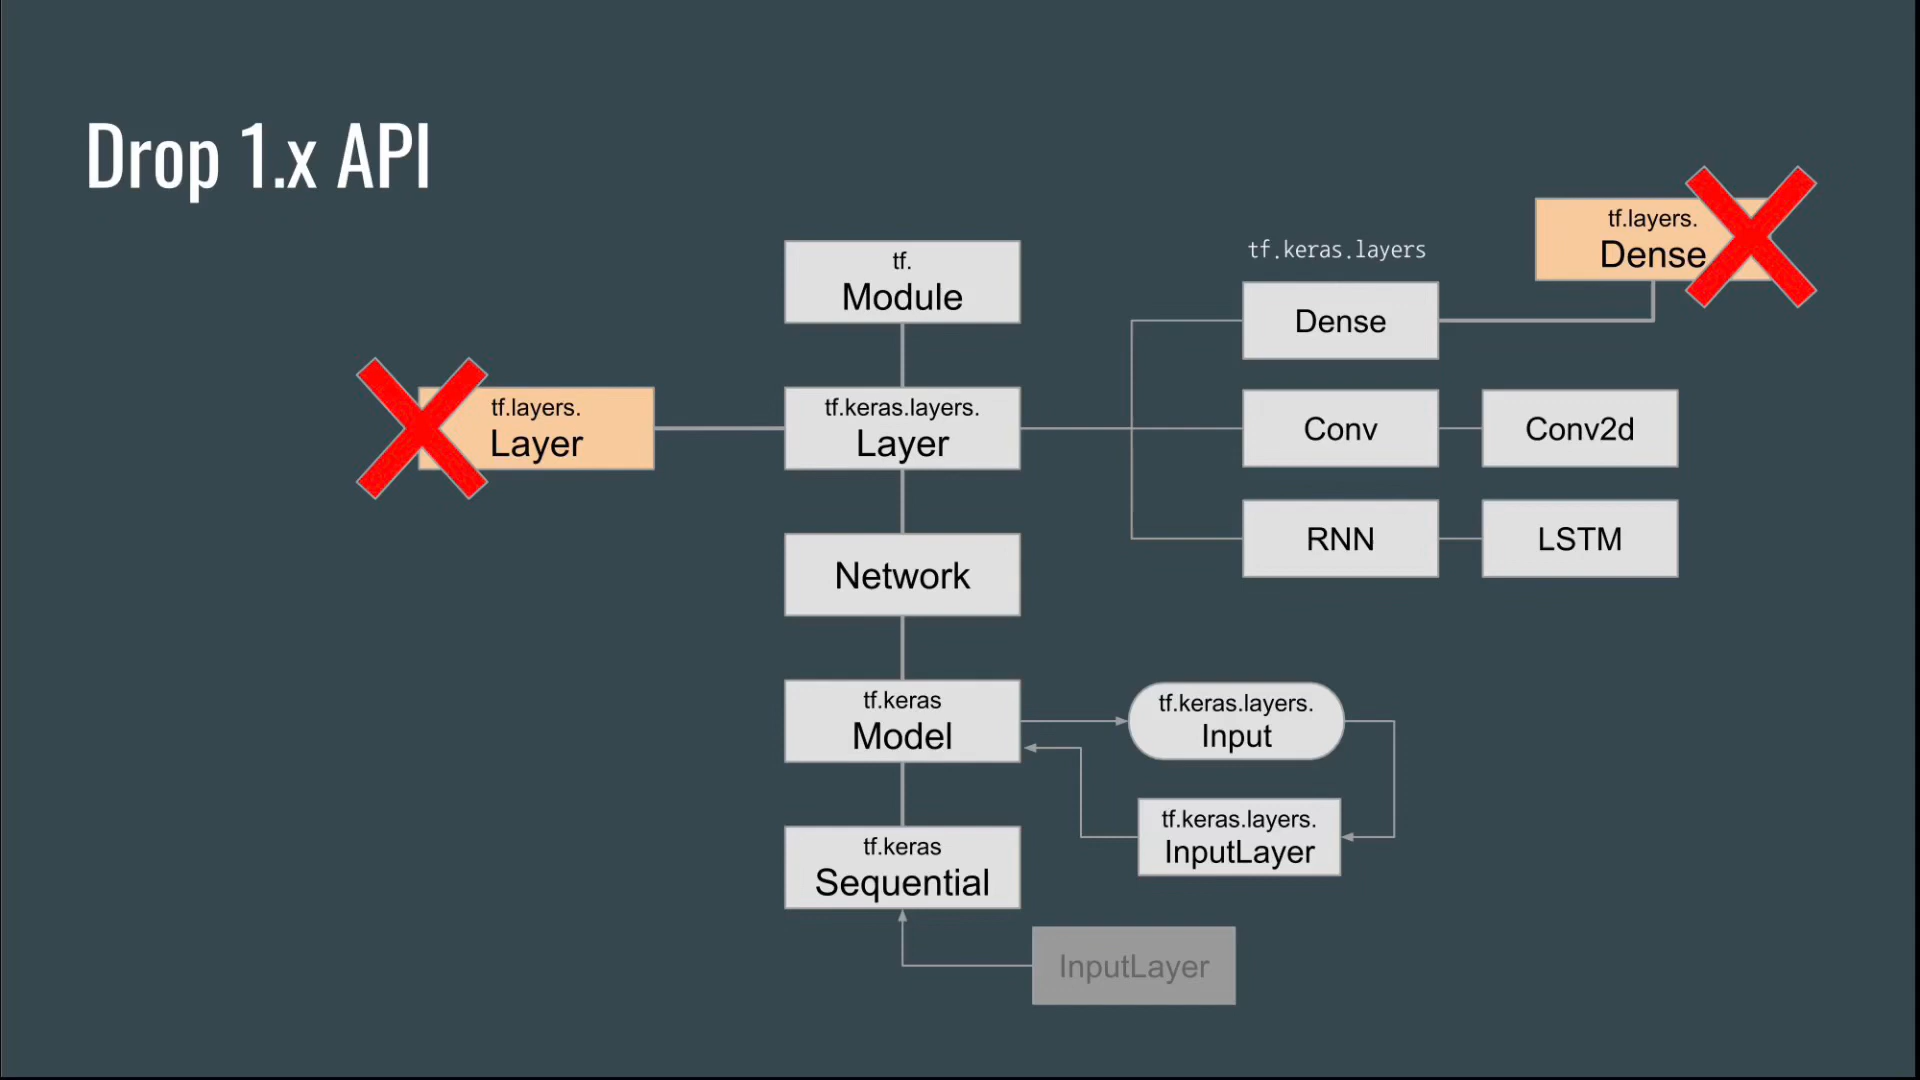 Drop 1.x API
tf.
Module
tf.keras.layers
tf.layers.
Dense
Dense
tf.layers.
Layer
tf.keras.layers.
Layer
Conv
Conv2d
RNN
LSTM
Network
tf.keras
Model
tf.keras.layers.
Input
tf.keras.layers.
InputLayer
tf.keras
Sequential
InputLayer